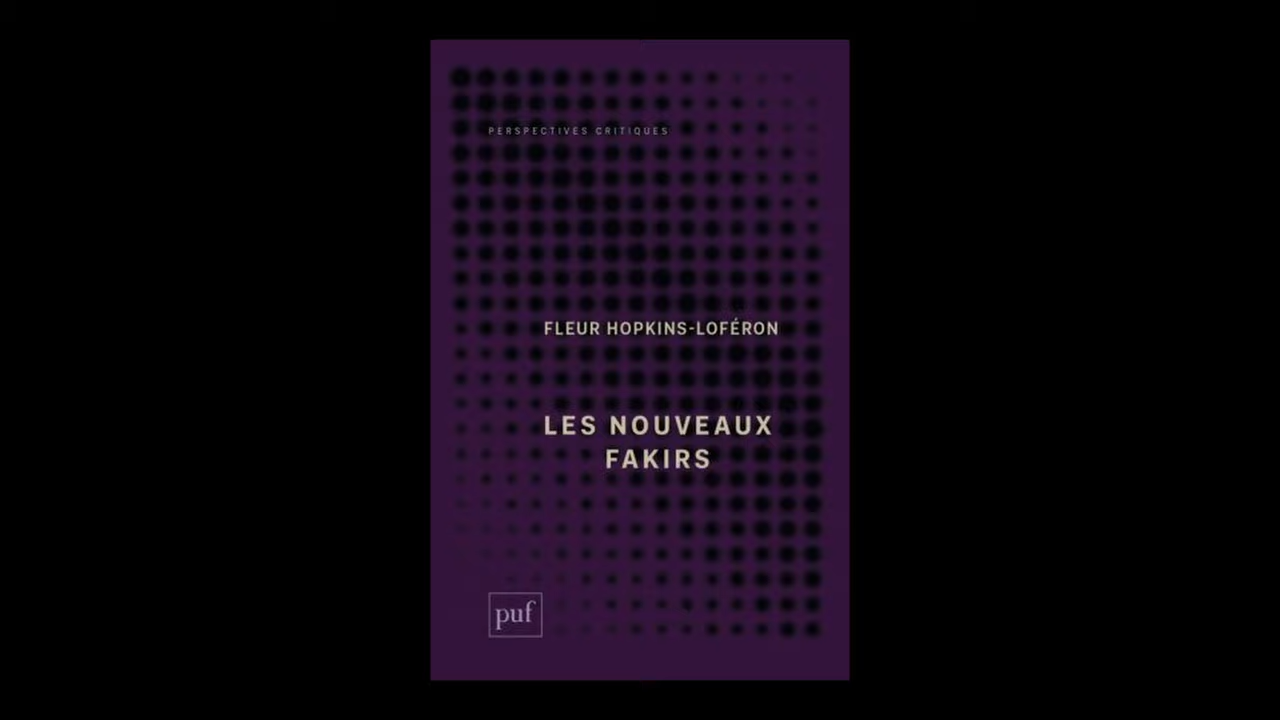 PERSPECTIVES CRITIQUES
FLEUR HOPKINS-LOFÉRON
LES NOUVEAUX
FAKIRS
puf